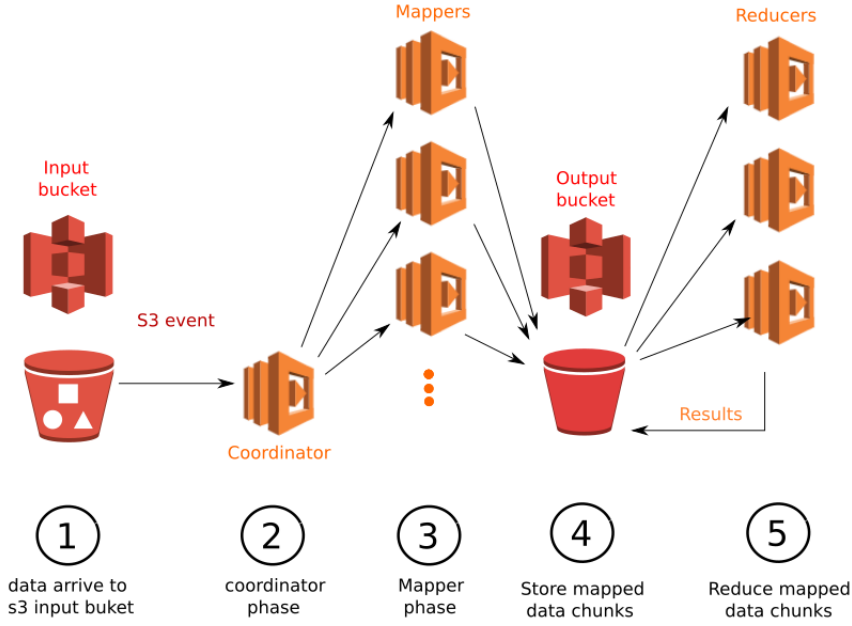 Mappers
Reducers
Input
bucket
Output
bucket
S3 event
Coordinator
Results
1
2
3
4
5
data arrive to
s3 input buket
coordinator
phase
Mapper
phase
Store mapped
data chunks
Reduce mapped
data chunks